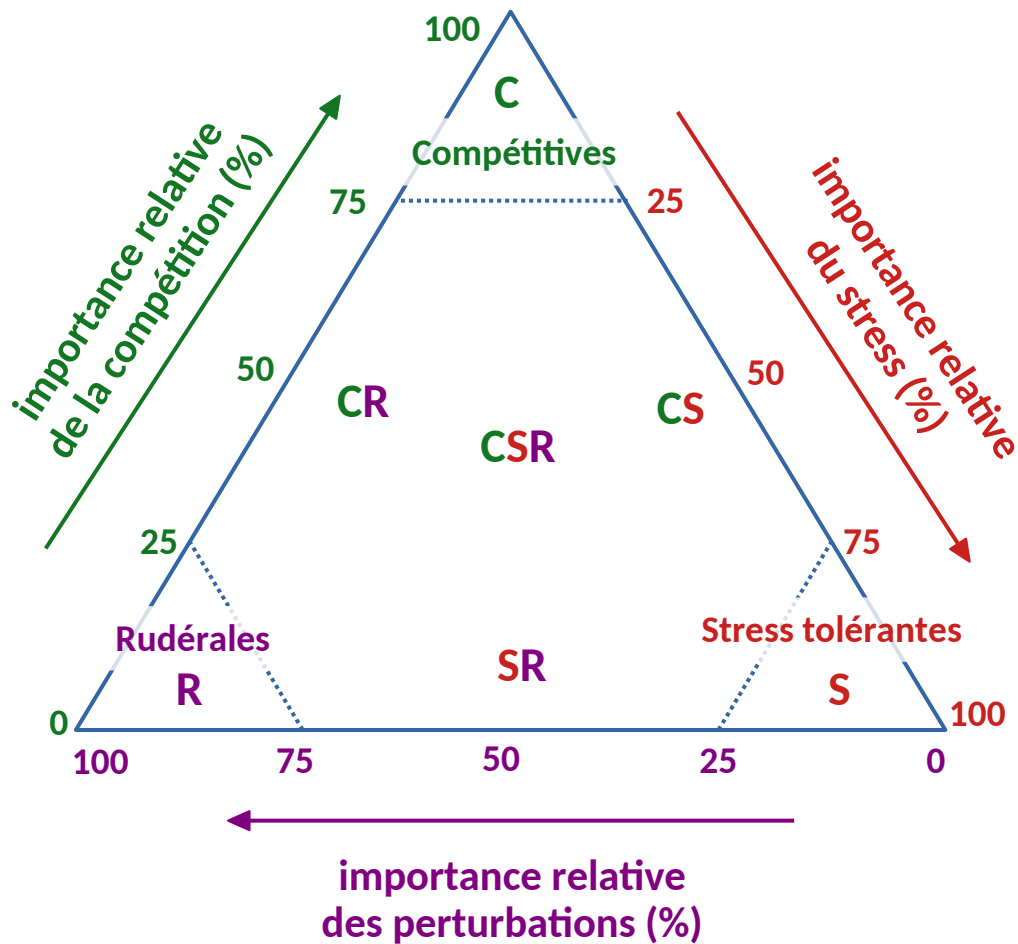 100
C
Compétitives
75
25
importance relative
de la compétition (%)
importance relative
du stress (%)
50
50
CR
CS
CSR
25
75
Rudérales
Stress tolérantes
R
SR
S
0
100
100
75
50
25
0
importance relative
des perturbations (%)